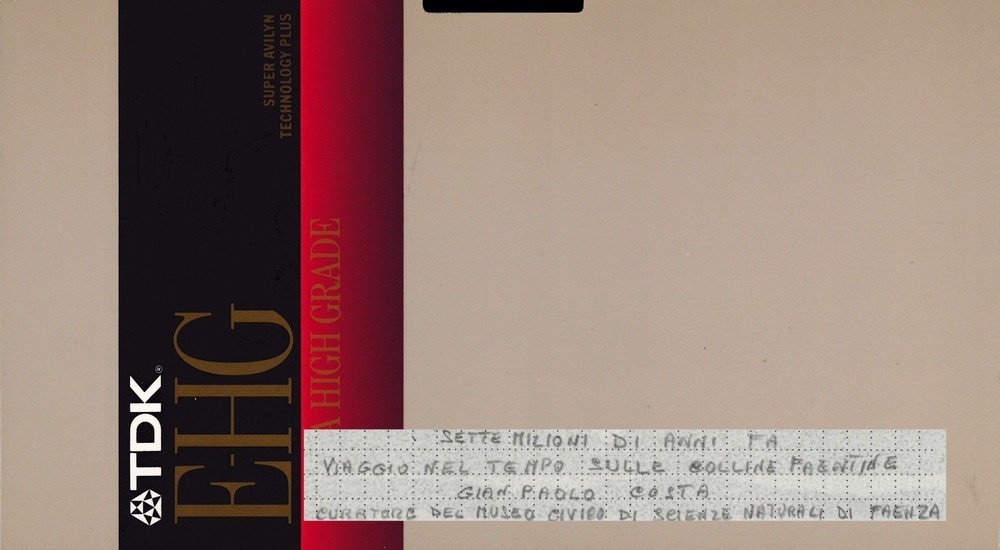 SUPER AVILYN
TECHNOLOGY PLUS
TDK®
EHG
A HIGH GRADE
SETTE MILIONI DI ANNI FA
VIAGGIO NEL TEMPO SULLE COLLINE FAENTINE
GIAN PAOLO COSTA
CURATORE DEL MUSEO CIVICO DI SCIENZE NATURALI DI FAENZA